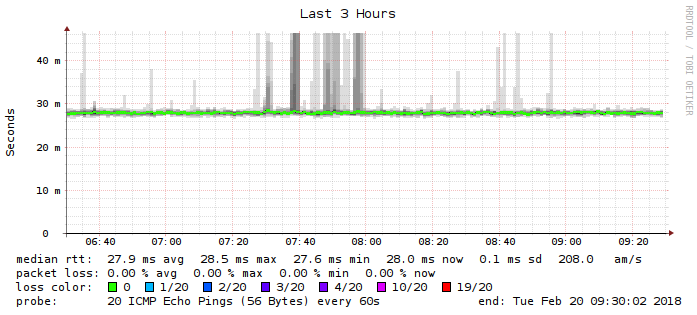 Last 3 Hours
RRDTOOL / TOBI OETIKER
Seconds
40 m
30 m
20 m
10 m
0
06:40 07:00 07:20 07:40 08:00 08:20 08:40 09:00 09:20
median rtt: 27.9 ms avg 28.5 ms max 27.6 ms min 28.0 ms now 0.1 ms sd 208.0 am/s
packet loss: 0.00 % avg 0.00 % max 0.00 % min 0.00 % now
loss color: 0 1/20 2/20 3/20 4/20 10/20 19/20
probe: 20 ICMP Echo Pings (56 Bytes) every 60s end: Tue Feb 20 09:30:02 2018